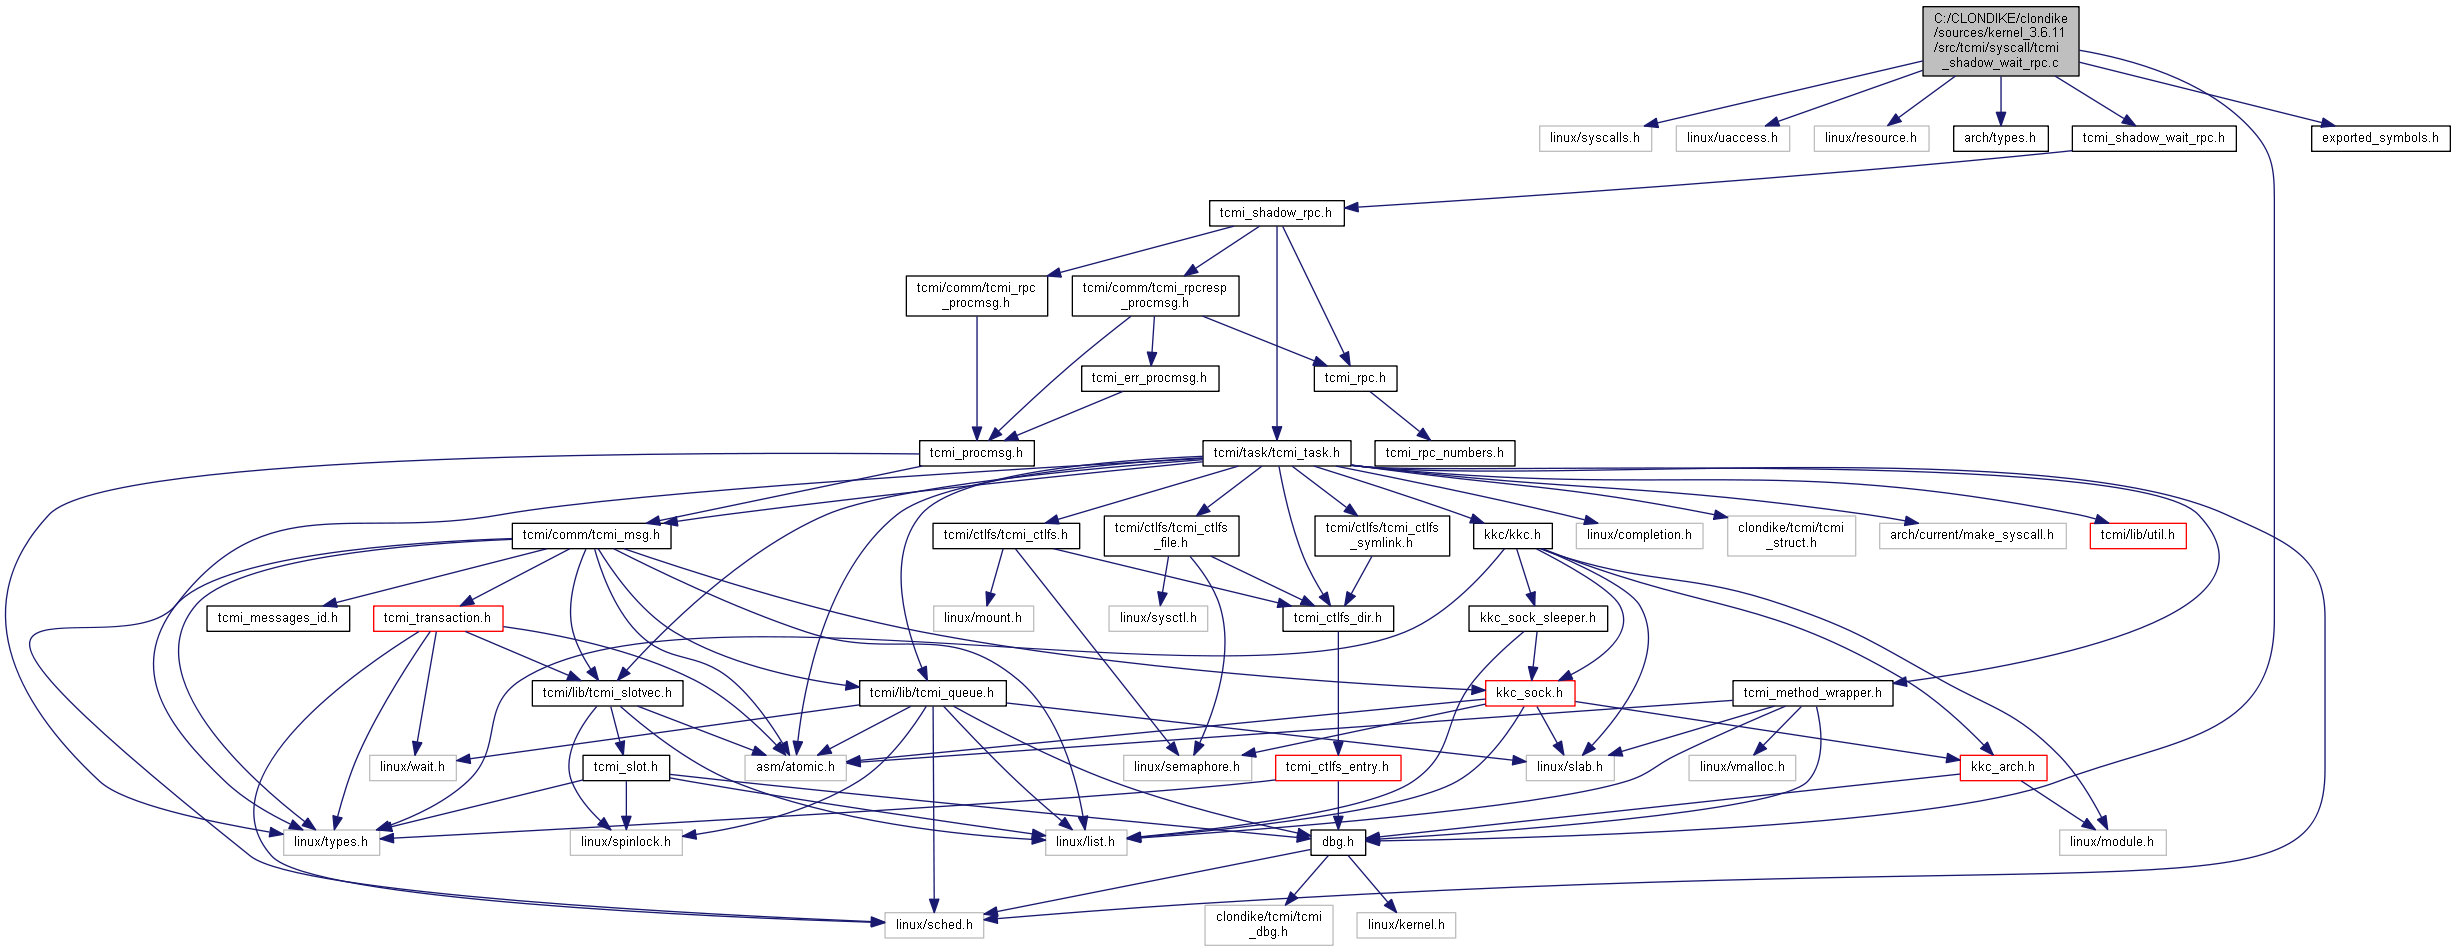 C:/CLONDIKE/clondike
/sources/kernel_3.6.11
/src/tcmi/syscall/tcmi
_shadow_wait_rpc.c
linux/syscalls.h
linux/uaccess.h
linux/resource.h
arch/types.h
tcmi_shadow_wait_rpc.h
exported_symbols.h
tcmi_shadow_rpc.h
tcmi/comm/tcmi_rpc
_procmsg.h
tcmi/comm/tcmi_rpcresp
_procmsg.h
tcmi_err_procmsg.h
tcmi_rpc.h
tcmi_procmsg.h
tcmi/task/tcmi_task.h
tcmi_rpc_numbers.h
tcmi/comm/tcmi_msg.h
tcmi/ctlfs/tcmi_ctlfs.h
tcmi/ctlfs/tcmi_ctlfs
_file.h
tcmi/ctlfs/tcmi_ctlfs
_symlink.h
kkc/kkc.h
linux/completion.h
clondike/tcmi/tcmi
_struct.h
arch/current/make_syscall.h
tcmi/lib/util.h
tcmi_messages_id.h
tcmi_transaction.h
linux/mount.h
linux/sysctl.h
tcmi_ctlfs_dir.h
kkc_sock_sleeper.h
tcmi/lib/tcmi_slotvec.h
tcmi/lib/tcmi_queue.h
kkc_sock.h
tcmi_method_wrapper.h
linux/wait.h
tcmi_slot.h
asm/atomic.h
linux/semaphore.h
tcmi_ctlfs_entry.h
linux/slab.h
linux/vmalloc.h
kkc_arch.h
linux/types.h
linux/spinlock.h
linux/list.h
dbg.h
linux/module.h
linux/sched.h
clondike/tcmi/tcmi
_dbg.h
linux/kernel.h